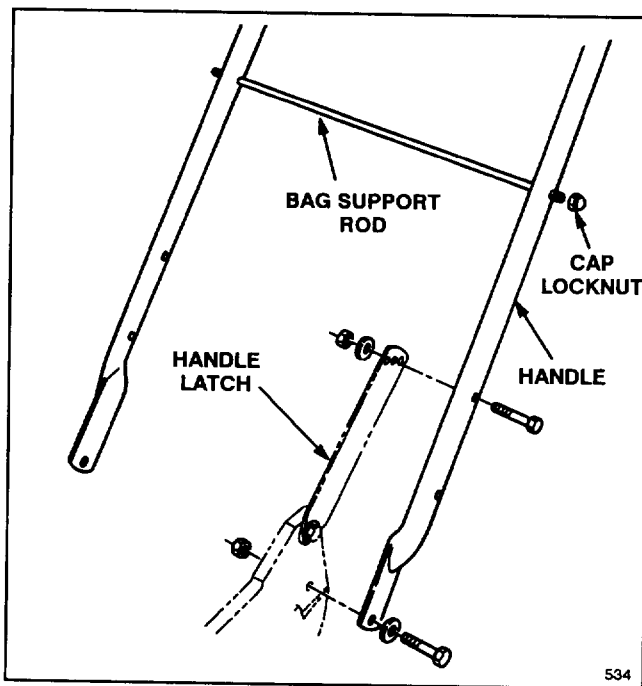 BAG SUPPORT
ROD
CAP
LOCKNUT
HANDLE
LATCH
HANDLE
534